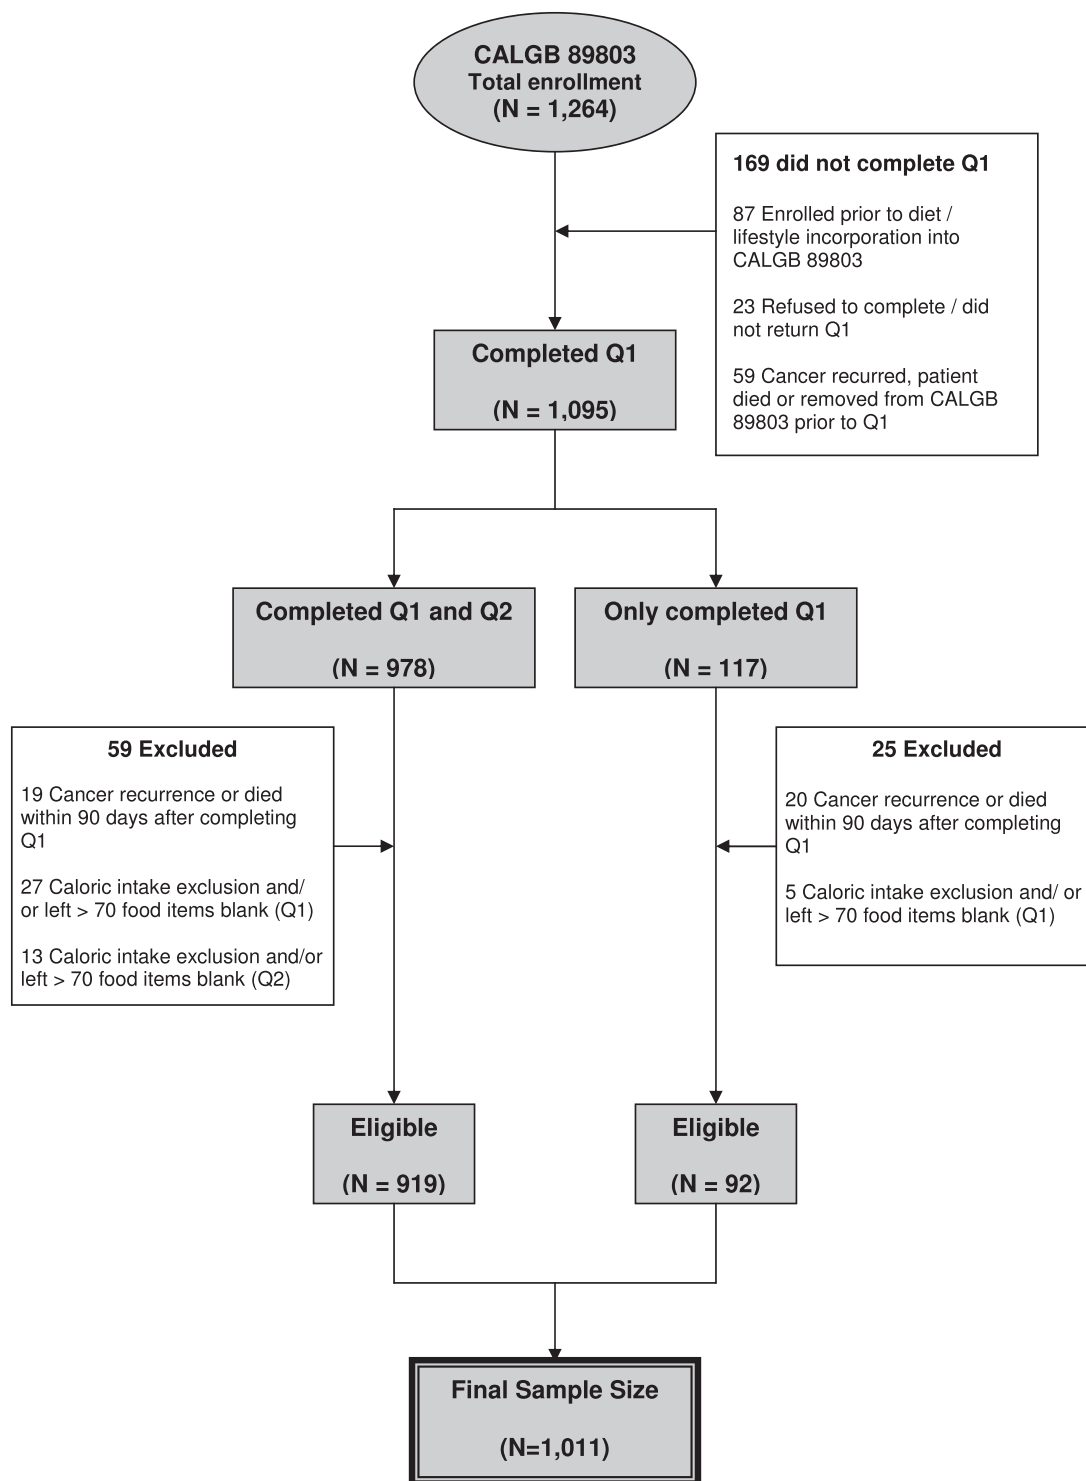 CALGB 89803
Total enrollment
(N = 1,264)
169 did not complete Q1
87 Enrolled prior to diet /
lifestyle incorporation into
CALGB 89803
23 Refused to complete / did
not return Q1
59 Cancer recurred, patient
died or removed from CALGB
89803 prior to Q1
Completed Q1
(N = 1,095)
Completed Q1 and Q2
(N = 978)
Only completed Q1
(N = 117)
59 Excluded
19 Cancer recurrence or died
within 90 days after completing
Q1
27 Caloric intake exclusion and/
or left > 70 food items blank (Q1)
13 Caloric intake exclusion and/or
left > 70 food items blank (Q2)
25 Excluded
20 Cancer recurrence or died
within 90 days after completing
Q1
5 Caloric intake exclusion and/ or
left > 70 food items blank (Q1)
Eligible
(N = 919)
Eligible
(N = 92)
Final Sample Size
(N=1,011)